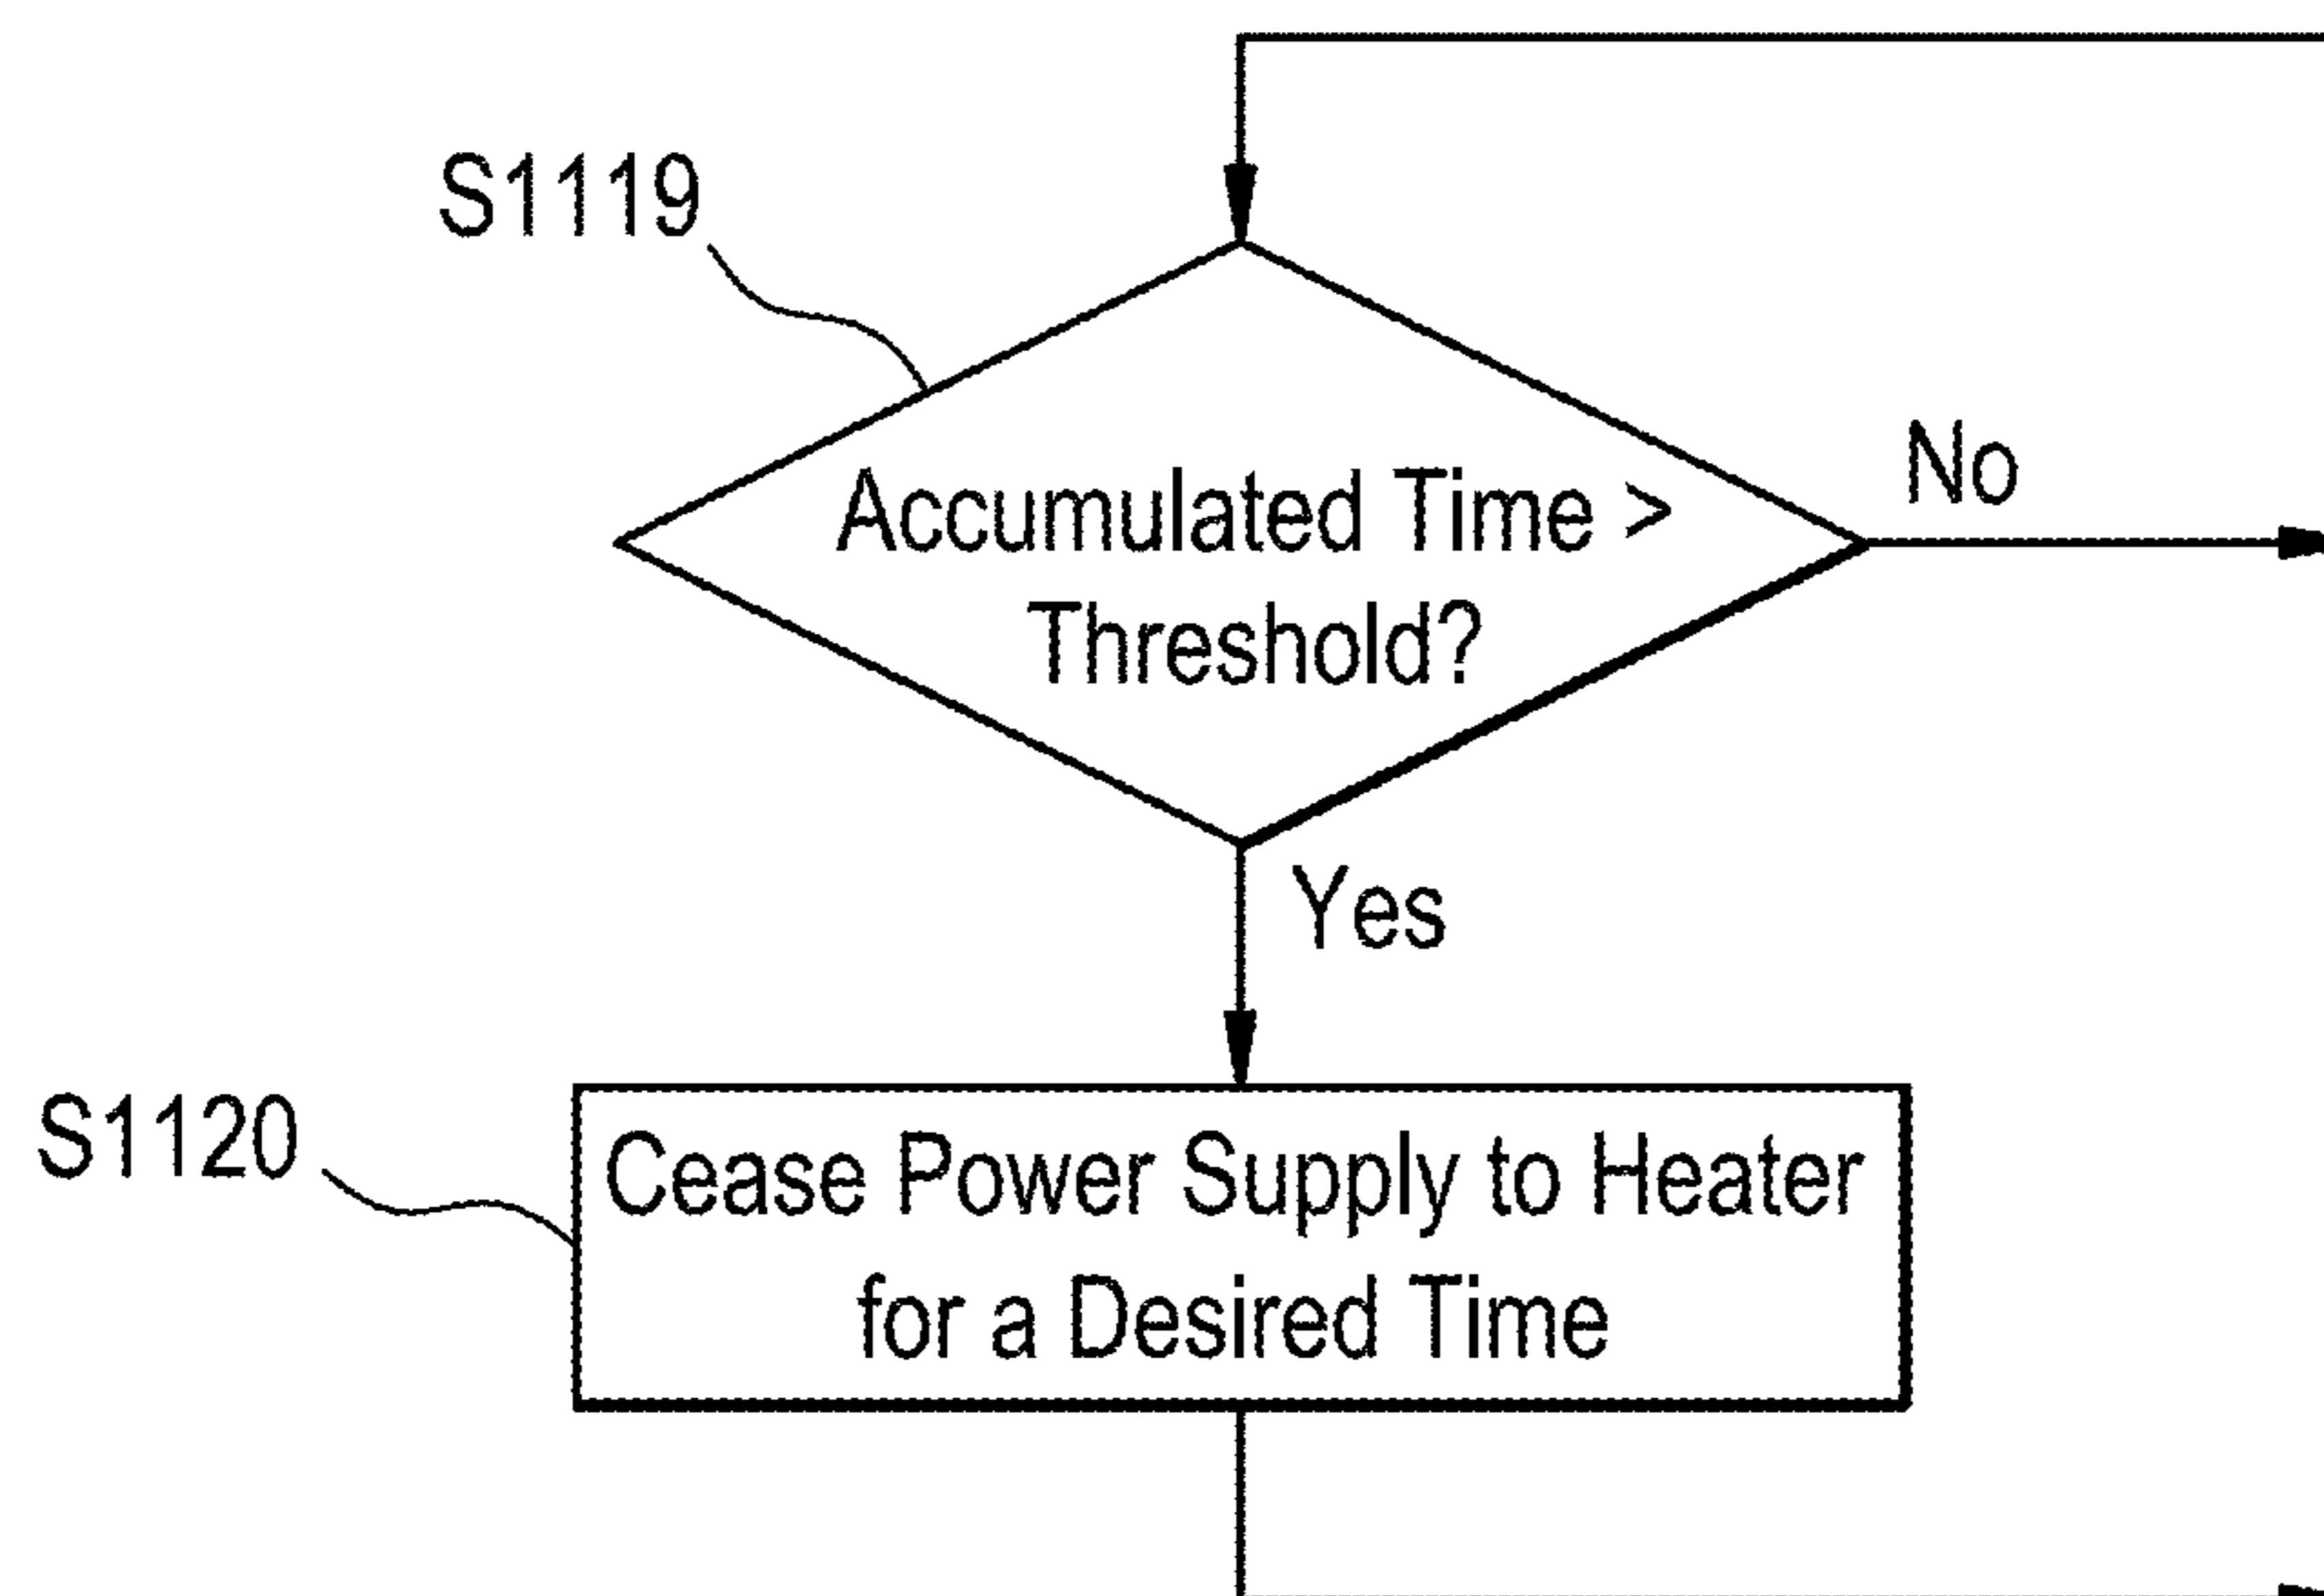 S1119
Accumulated Time >
Threshold?
No
Yes
S1120
Cease Power Supply to Heater
for a Desired Time